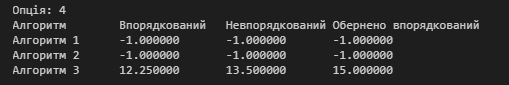 Опція: 4
Алгоритм Впорядкований Невпорядкований Обернено впорядкований
Алгоритм 1 -1.000000 -1.000000 -1.000000
Алгоритм 2 -1.000000 -1.000000 -1.000000
Алгоритм 3 12.250000 13.500000 15.000000